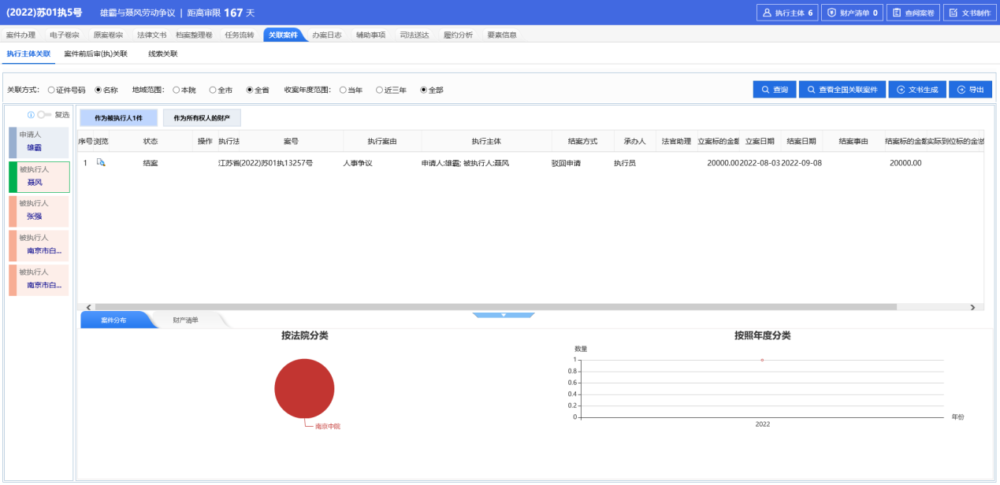 (2022)苏01执5号 雄霸与聂风劳动争议 | 距离审限 167 天 执行主体 6 财产清单 0 查阅案卷 文书制作
案件办理 电子卷宗 原案卷宗 法律文书 档案整理卷 任务流转 关联案件 办案日志 辅助事项 司法送达 履约分析 要素信息
执行主体关联 案件前后审(执)关联 线索关联
关联方式: 证件号码 名称 地域范围: 本院 全市 全省 收案年度范围: 当年 近三年 全部 查询 查看全国关联案件 文书生成 导出
复选
申请人
雄霸
被执行人
聂风
被执行人
张强
被执行人
南京市白...
被执行人
南京市白...
作为被执行人1件 作为所有权人的财产
序号 浏览 状态 操作 执行法 案号 执行案由 执行主体 结案方式 承办人 法官助理 立案标的金额 立案日期 结案日期 结案事由 结案标的金额 实际到位标的金额
1 结案 江苏省(2022)苏01执13257号 人事争议 申请人:雄霸; 被执行人:聂风 驳回申请 执行员 20000.00 2022-08-03 2022-09-08 20000.00
案件分布 财产清单
按法院分类
南京中院
按照年度分类
数量
1
0.8
0.6
0.4
0.2
0
年份
2022